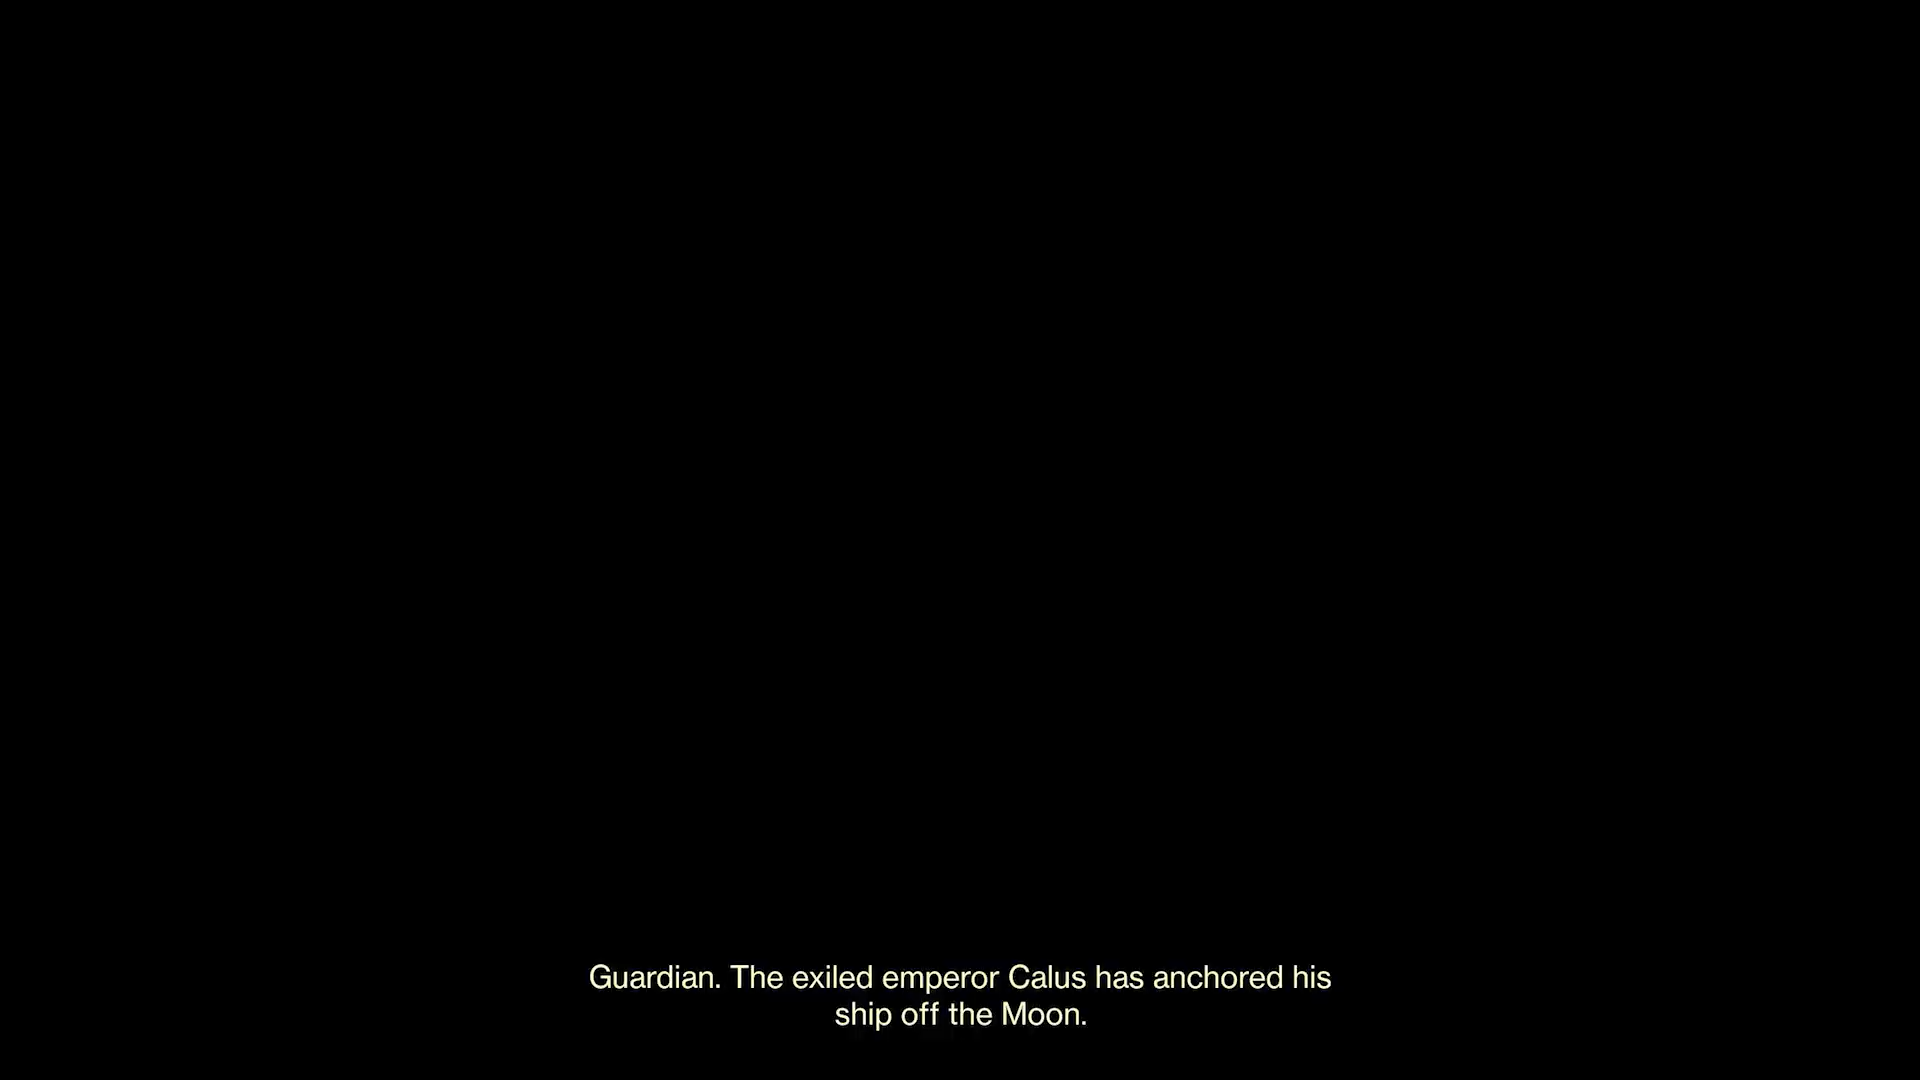 Guardian. The exiled emperor Calus has anchored his
ship off the Moon.